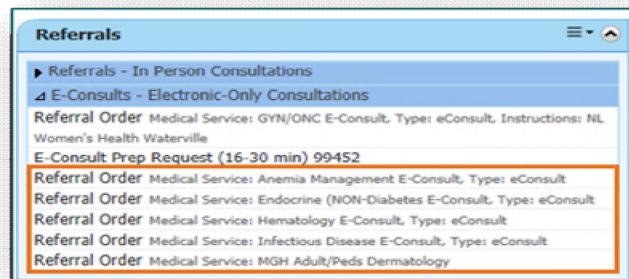 Referrals
Referrals - In Person Consultations
E-Consults - Electronic-Only Consultations
Referral Order Medical Service: GYN/ONC E-Consult, Type: eConsult, Instructions: NL
Women's Health Waterville
E-Consult Prep Request (16-30 min) 99452
Referral Order Medical Service: Anemia Management E-Consult, Type: eConsult
Referral Order Medical Service: Endocrine (NON-Diabetes E-Consult, Type: eConsult
Referral Order Medical Service: Hematology E-Consult, Type: eConsult
Referral Order Medical Service: Infectious Disease E-Consult, Type: eConsult
Referral Order Medical Service: MGH Adult/Peds Dermatology